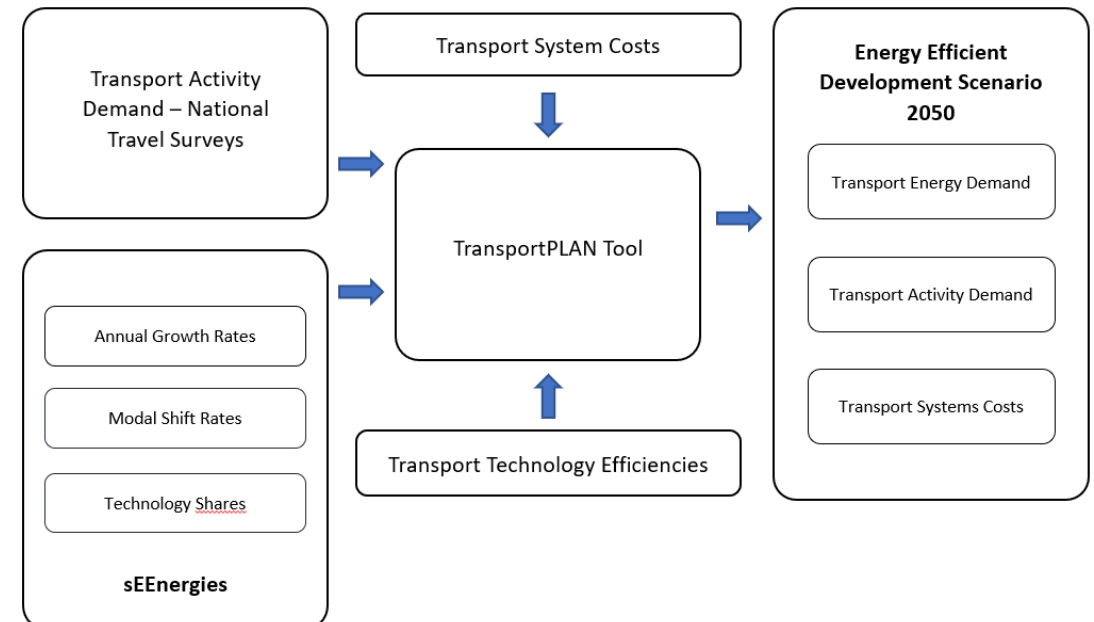 Transport Activity
Demand – National
Travel Surveys
Transport System Costs
TransportPLAN Tool
Transport Technology Efficiencies
Annual Growth Rates
Modal Shift Rates
Technology Shares
sEEnergies
Energy Efficient
Development Scenario
2050
Transport Energy Demand
Transport Activity Demand
Transport Systems Costs